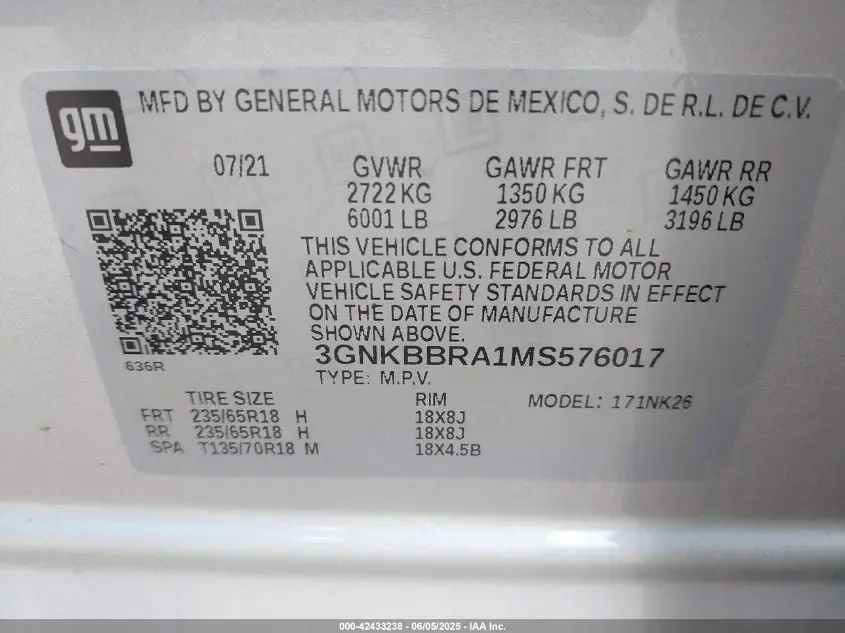 gm
MFD BY GENERAL MOTORS DE MEXICO, S. DE R.L. DE C.V.
07/21 GVWR GAWR FRT GAWR RR
2722 KG 1350 KG 1450 KG
6001 LB 2976 LB 3196 LB
THIS VEHICLE CONFORMS TO ALL
APPLICABLE U.S. FEDERAL MOTOR
VEHICLE SAFETY STANDARDS IN EFFECT
ON THE DATE OF MANUFACTURE
SHOWN ABOVE.
636R
3GNKBBRA1MS576017
TYPE: M.P.V.
TIRE SIZE RIM MODEL: 171NK26
FRT 235/65R18 H 18X8J
RR 235/65R18 H 18X8J
SPA T135/70R18 M 18X4.5B
000-42433238 - 06/05/2025 - IAA Inc.